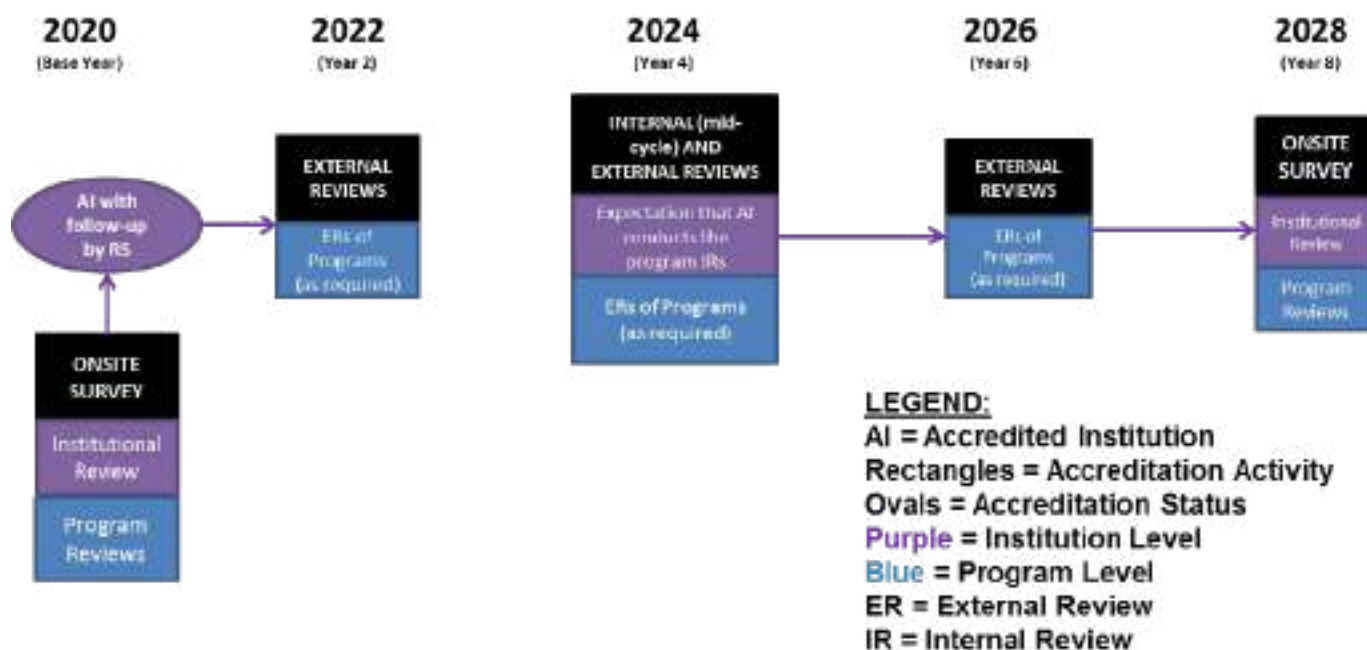 2020
(Base Year)
2022
(Year 2)
2024
(Year 4)
2026
(Year 6)
2028
(Year 8)
AI with
follow-up
by RS
ONSITE
SURVEY
Institutional
Review
Program
Reviews
EXTERNAL
REVIEWS
ERs of
Programs
(as required)
INTERNAL (mid-
cycle) AND
EXTERNAL REVIEWS
Expectation that AI
conducts the
program IRs
ERs of Programs
(as required)
EXTERNAL
REVIEWS
ERs of
Programs
(as required)
ONSITE
SURVEY
Institutional
Review
Program
Reviews
LEGEND:
AI = Accredited Institution
Rectangles = Accreditation Activity
Ovals = Accreditation Status
Purple = Institution Level
Blue = Program Level
ER = External Review
IR = Internal Review